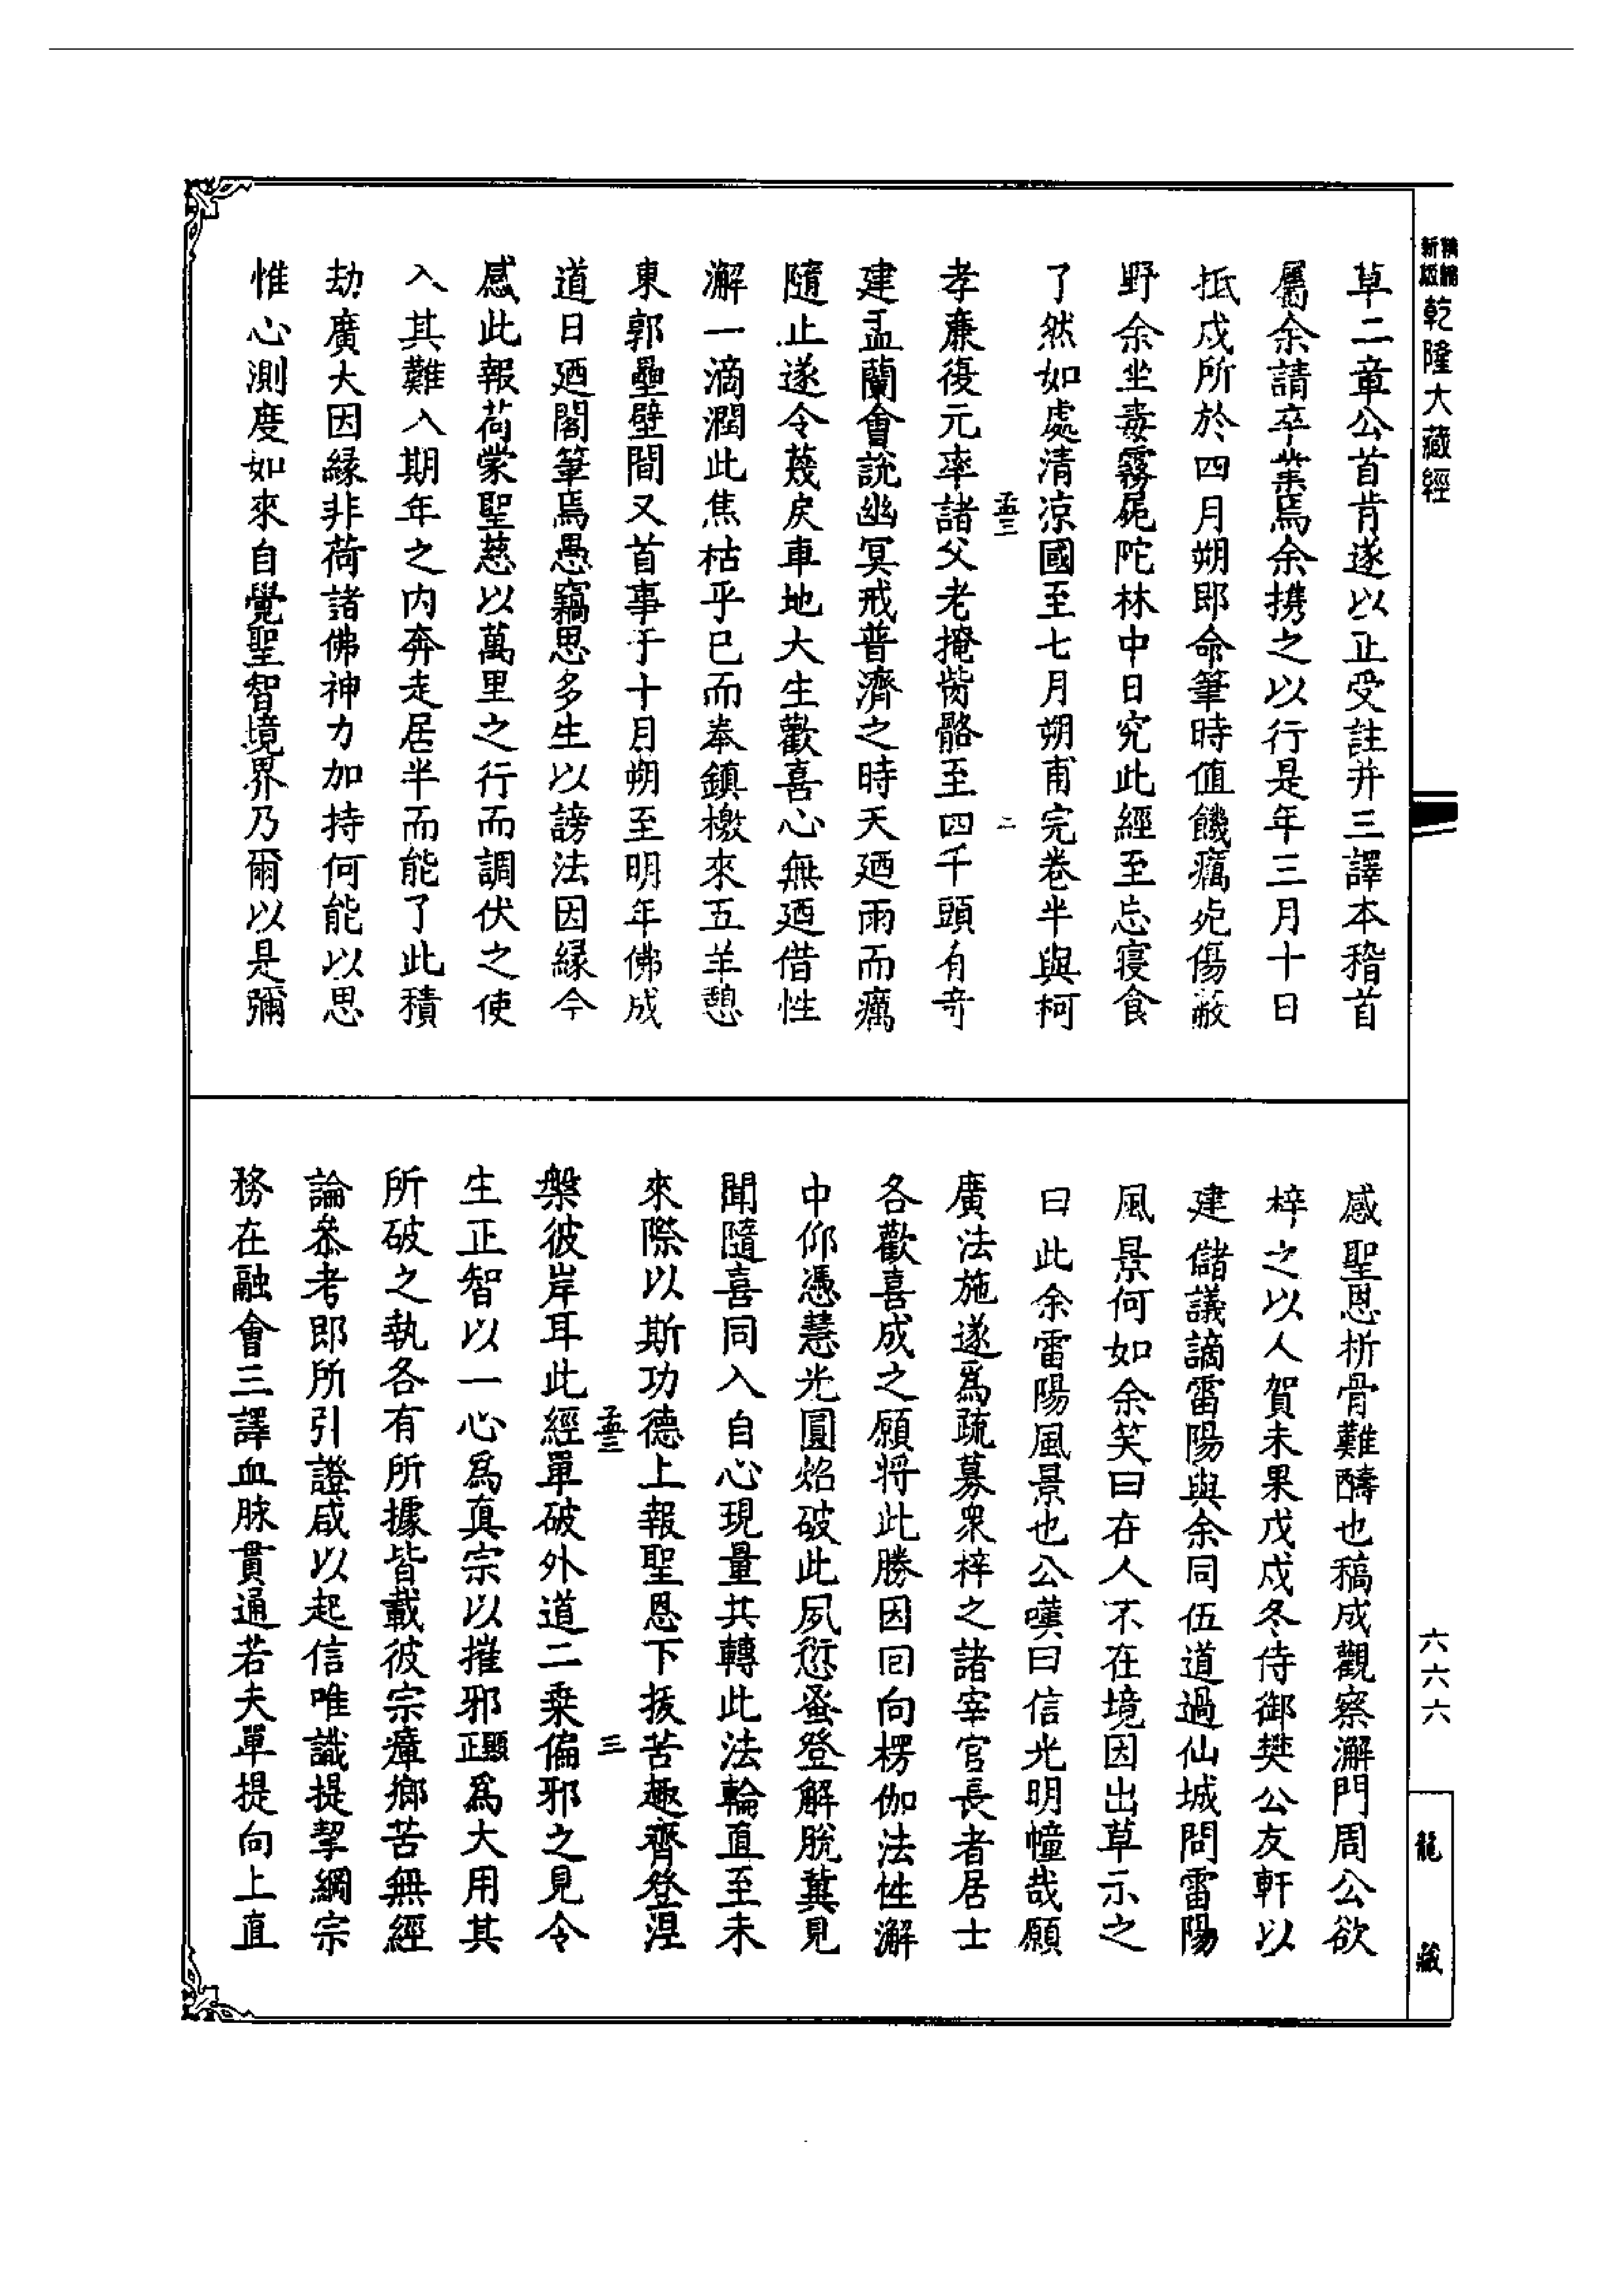 精縮新版乾隆大藏經
草二章公首肯遂以正受註并三譯本稽首
屬余請卒業焉余携之以行是年三月十日
抵戍所於四月朔即命筆時值饑癘死傷蔽
野余坐毒霧屍陀林中日究此經至忘寢食
了然如處清凉國至七月朔甫完卷半與柯
孟三 二
孝廉復元率諸父老掩胔骼至四千頭有奇
建盂蘭會說幽冥戒普濟之時天廼雨而癘
隨止遂令薎戾車地大生歡喜心無廼借性
澥一滴潤此焦枯乎已而奉鎮檄來五羊憩
東郭壘壁間又首事于十月朔至明年佛成
道日廼閣筆焉愚竊思多生以謗法因緣今
感此報荷蒙聖慈以萬里之行而調伏之使
入其難入期年之內奔走居半而能了此積
劫廣大因緣非荷諸佛神力加持何能以思
惟心測度如來自覺聖智境界乃爾以是彌
感聖恩析骨難醻也稿成觀察澥門周公欲
梓之以人賀未果戊戌冬侍御樊公友軒以
建儲議謫雷陽與余同伍道過仙城問雷陽
風景何如余笑曰在人不在境因出草示之
曰此余雷陽風景也公嘆曰信光明幢哉願
廣法施遂爲疏募眾梓之諸宰官長者居士
各歡喜成之願將此勝因回向楞伽法性澥
中仰憑慧光圓焰破此夙愆蚤登解脫冀見
聞隨喜同入自心現量共轉此法輪直至未
來際以斯功德上報聖恩下拔苦趣齊登涅
孟三 三
槃彼岸耳此經單破外道二乘偏邪之見令
生正智以一心爲真宗以摧邪顯正爲大用其
所破之執各有所據皆載彼宗瘴鄉苦無經
論叅考即所引證咸以起信唯識提挈綱宗
務在融會三譯血脉貫通若夫單提向上直
六六六
龍藏